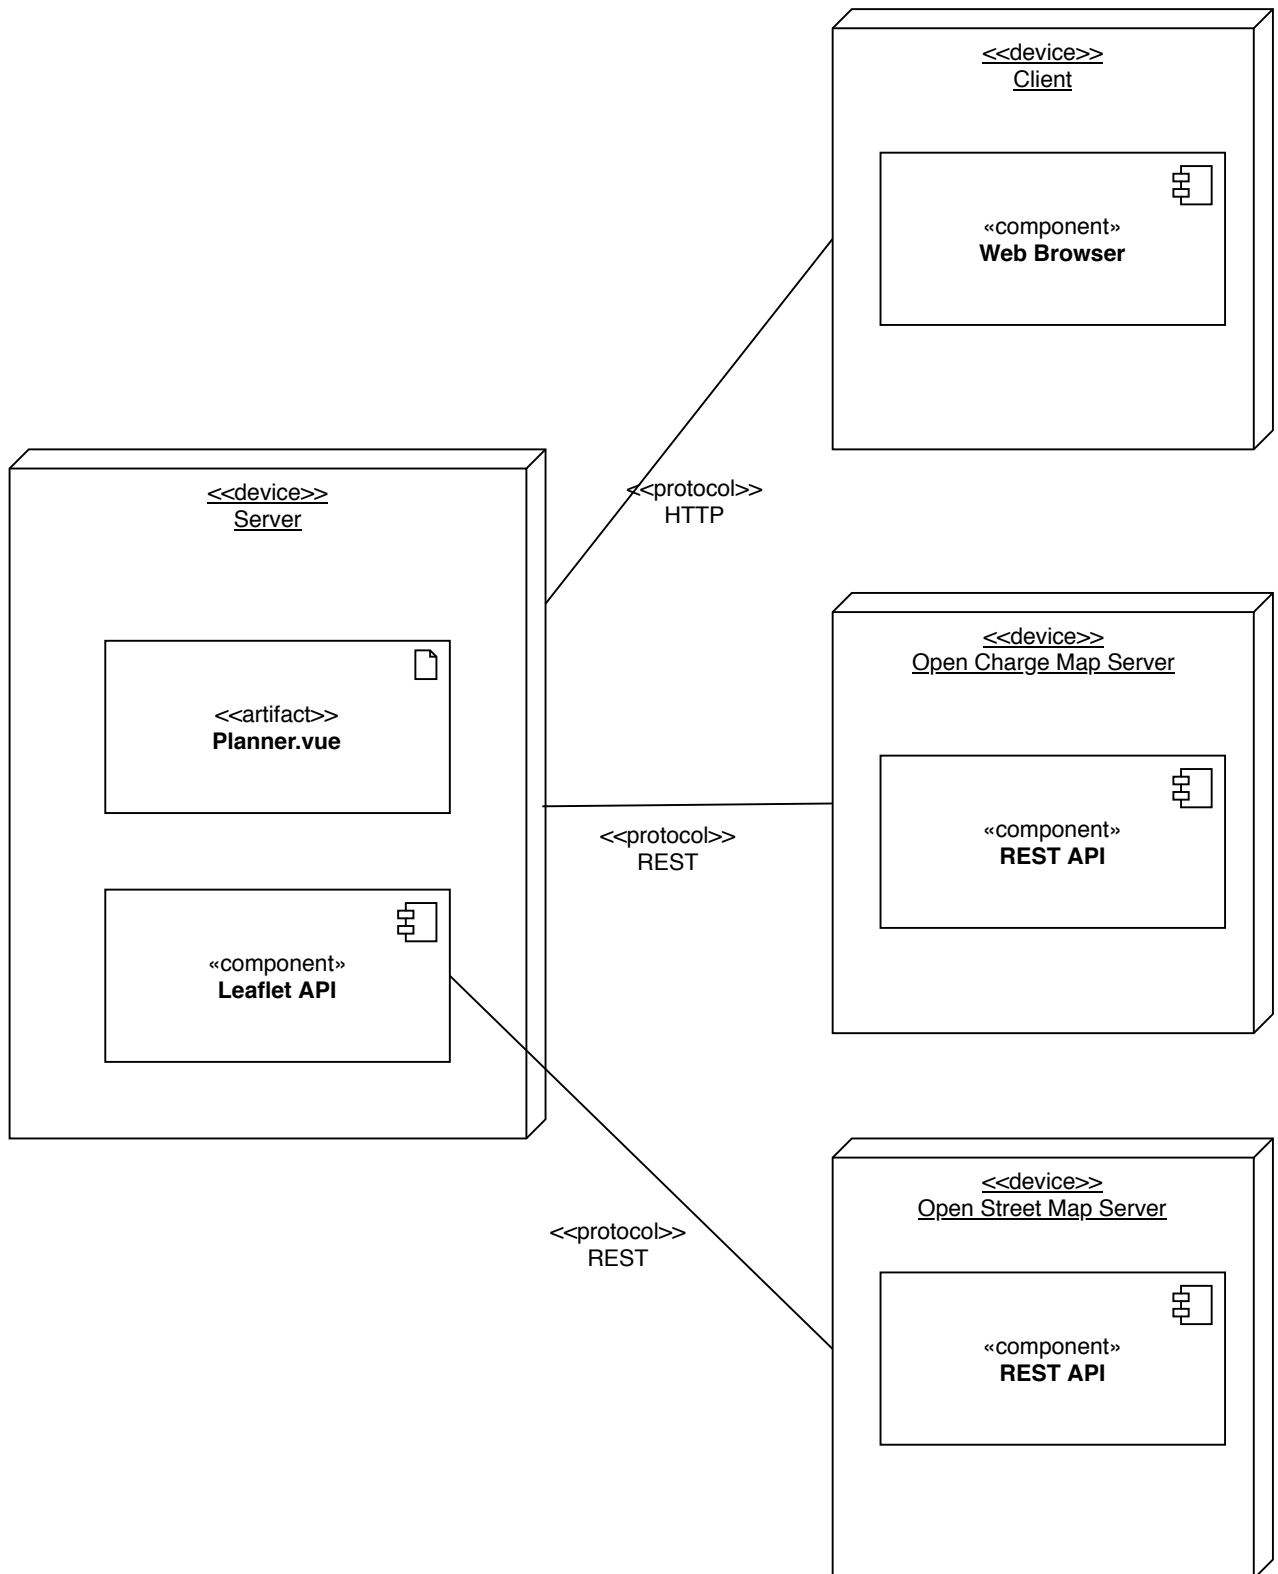 <<device>>
Client
«component»
Web Browser
<<protocol>>
HTTP
<<device>>
Server
<<artifact>>
Planner.vue
«component»
Leaflet API
<<protocol>>
REST
<<device>>
Open Charge Map Server
«component»
REST API
<<protocol>>
REST
<<device>>
Open Street Map Server
«component»
REST API